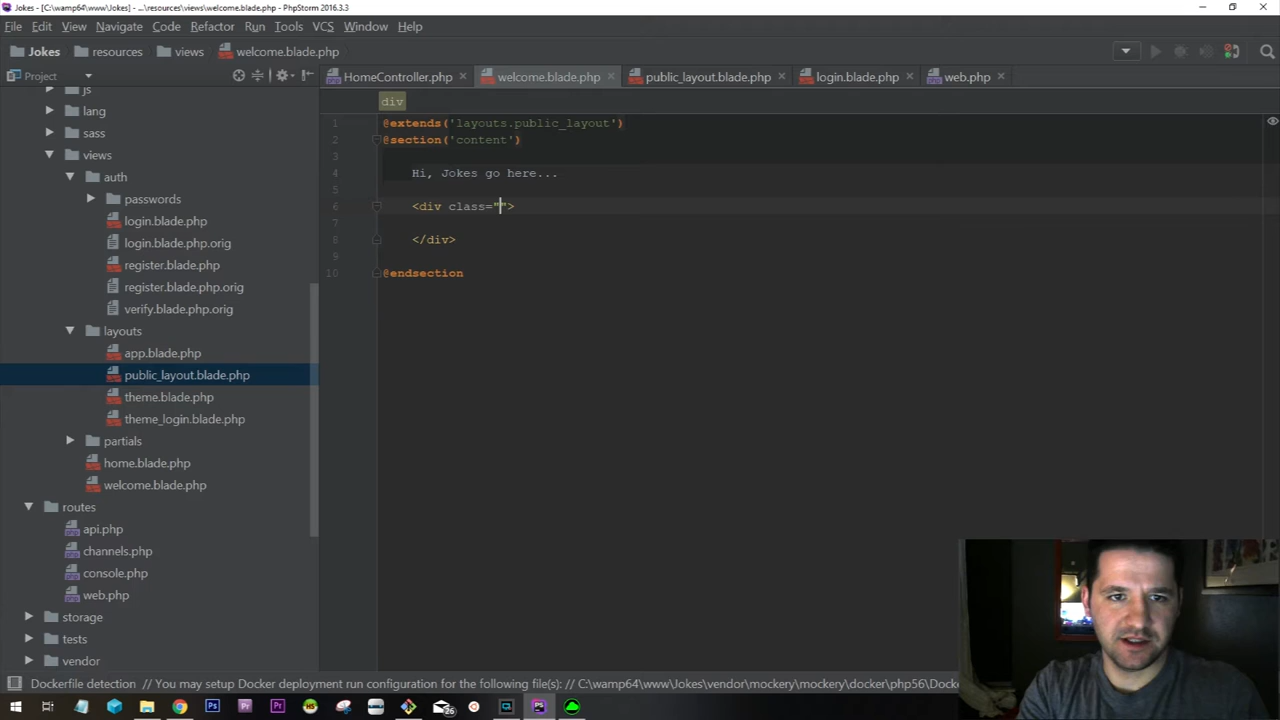 Jokes - [C:\wamp64\www\Jokes] - ...\resources\views\welcome.blade.php - PhpStorm 2016.3.3
File Edit View Navigate Code Refactor Run Tools VCS Window Help
Jokes resources views welcome.blade.php
Project
HomeController.php welcome.blade.php public_layout.blade.php login.blade.php web.php
js
lang
sass
views
auth
passwords
login.blade.php
login.blade.php.orig
register.blade.php
register.blade.php.orig
verify.blade.php.orig
layouts
app.blade.php
public_layout.blade.php
theme.blade.php
theme_login.blade.php
partials
home.blade.php
welcome.blade.php
routes
api.php
channels.php
console.php
web.php
storage
tests
vendor
div
1 @extends('layouts.public_layout')
2 @section('content')
3
4 Hi, Jokes go here...
5
6 <div class="">
7
8 </div>
9
10 @endsection
Dockerfile detection // You may setup Docker deployment run configuration for the following file(s): // C:\wamp64\www\Jokes\vendor\mockery\mockery\docker\php56\Docke